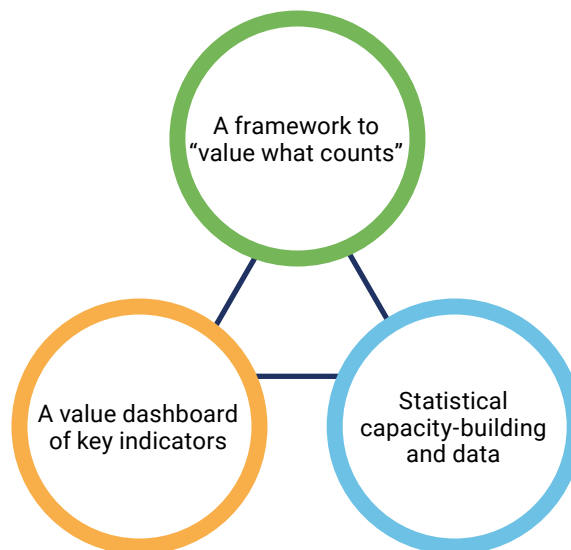 A framework to
“value what counts”
A value dashboard
of key indicators
Statistical
capacity-building
and data